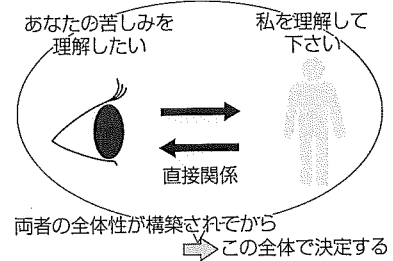 あなたの苦しみを
理解したい
私を理解して
下さい
直接関係
両者の全体性が構築されてから
この全体で決定する